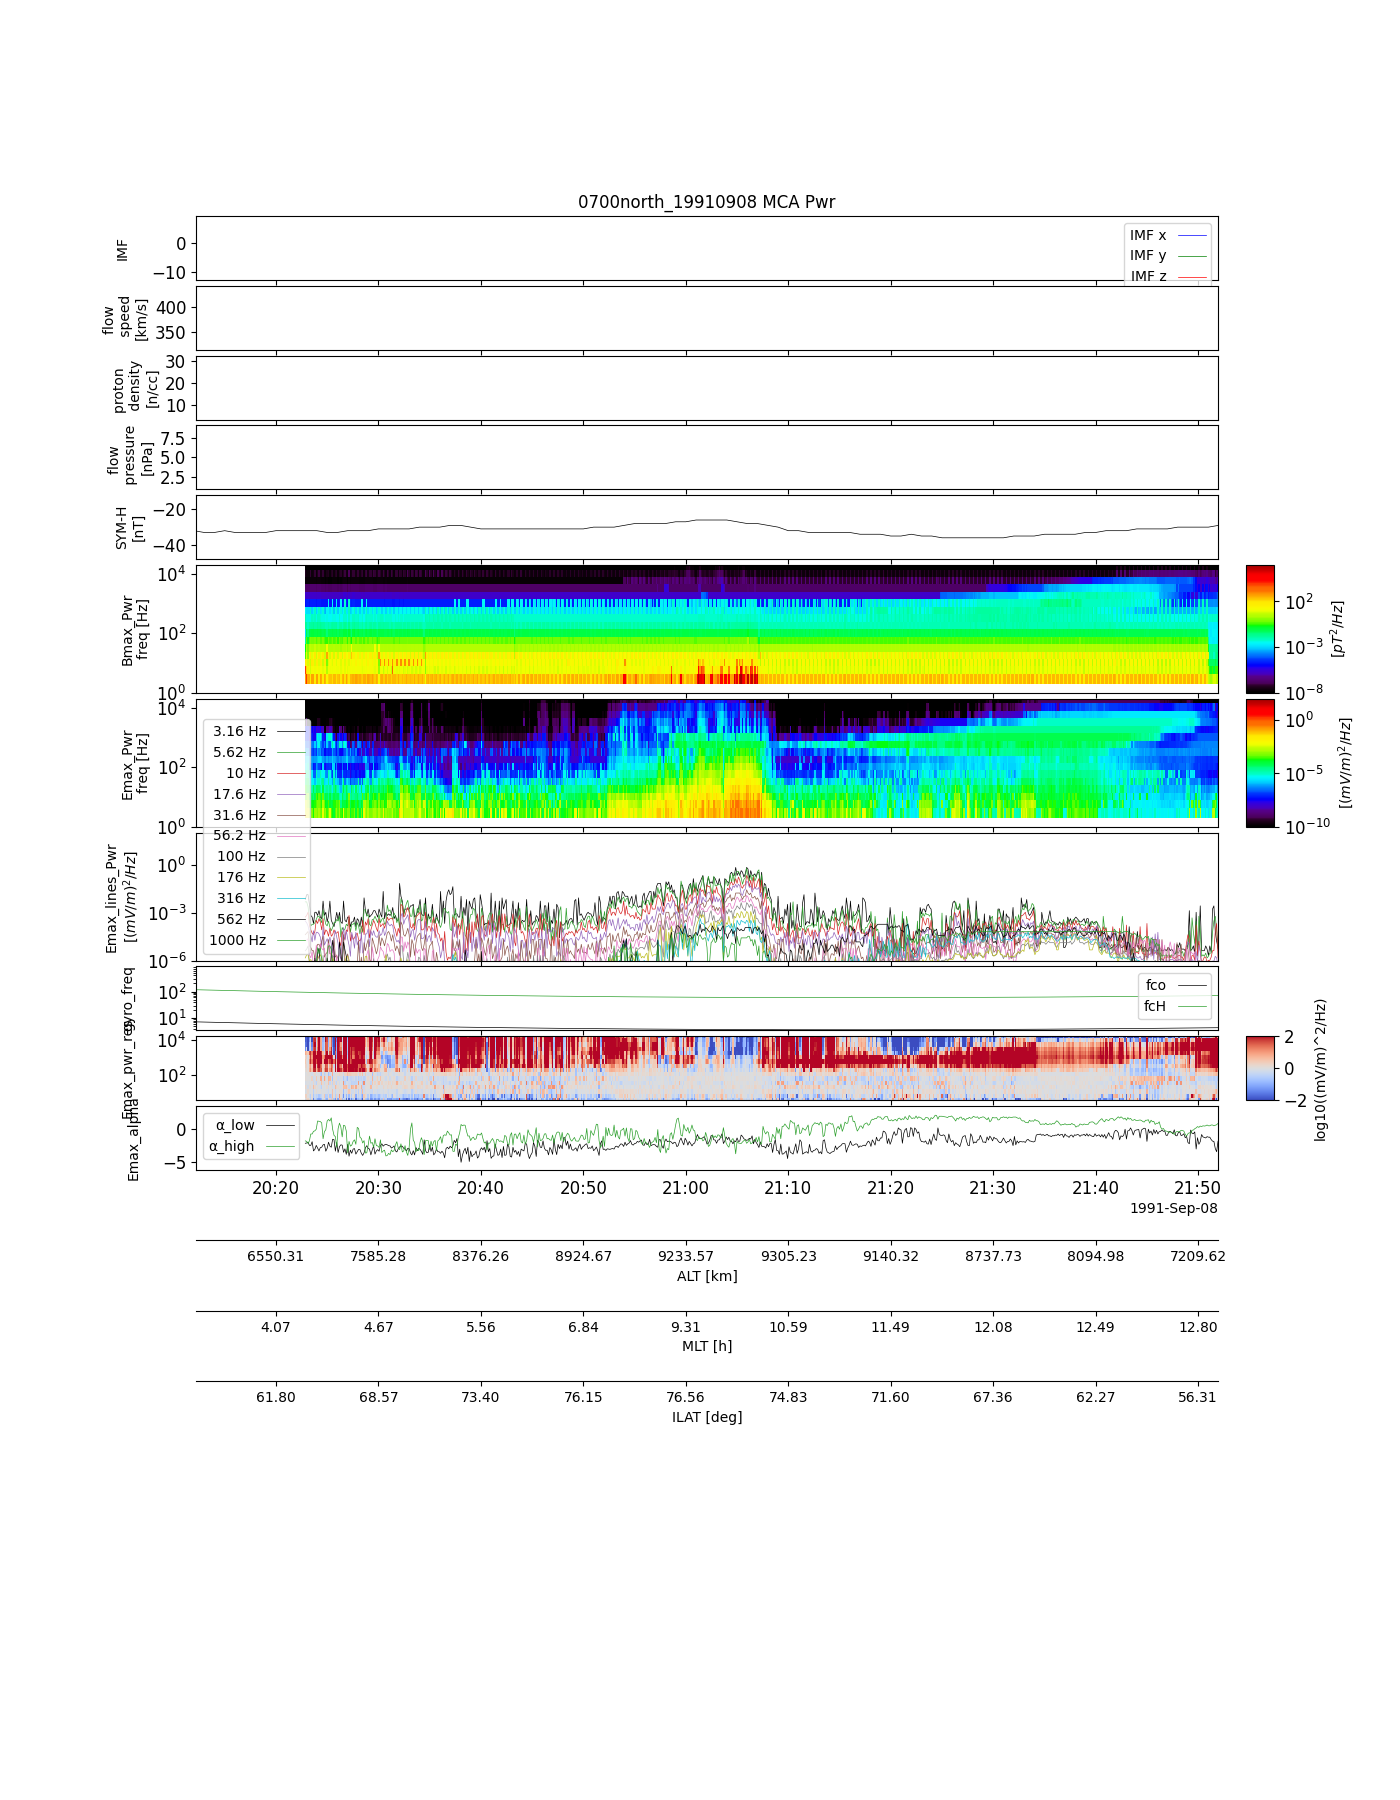 0700north_19910908 MCA Pwr
IMF
0
−10
IMF x
IMF y
IMF z
flow
speed
[km/s]
400
350
proton
density
[n/cc]
30
20
10
flow
pressure
[nPa]
7.5
5.0
2.5
SYM-H
[nT]
−20
−40
Bmax_Pwr
freq [Hz]
10^4
10^2
10^0
10^2
10^−3
10^−8
[pT^2/Hz]
Emax_Pwr
freq [Hz]
10^4
10^2
10^0
10^0
10^−5
10^−10
[(mV/m)^2/Hz]
3.16 Hz
5.62 Hz
10 Hz
17.6 Hz
31.6 Hz
56.2 Hz
100 Hz
176 Hz
316 Hz
562 Hz
1000 Hz
Emax_lines_Pwr
[(mV/m)^2/Hz]
10^0
10^−3
10^−6
gyro_freq
10^2
10^1
fco
fcH
Emax_pwr_reg
10^4
10^2
2
0
−2
log10((mV/m)^2/Hz)
Emax_alpha
0
−5
α_low
α_high
20:20 20:30 20:40 20:50 21:00 21:10 21:20 21:30 21:40 21:50
1991-Sep-08
6550.31 7585.28 8376.26 8924.67 9233.57 9305.23 9140.32 8737.73 8094.98 7209.62
ALT [km]
4.07 4.67 5.56 6.84 9.31 10.59 11.49 12.08 12.49 12.80
MLT [h]
61.80 68.57 73.40 76.15 76.56 74.83 71.60 67.36 62.27 56.31
ILAT [deg]